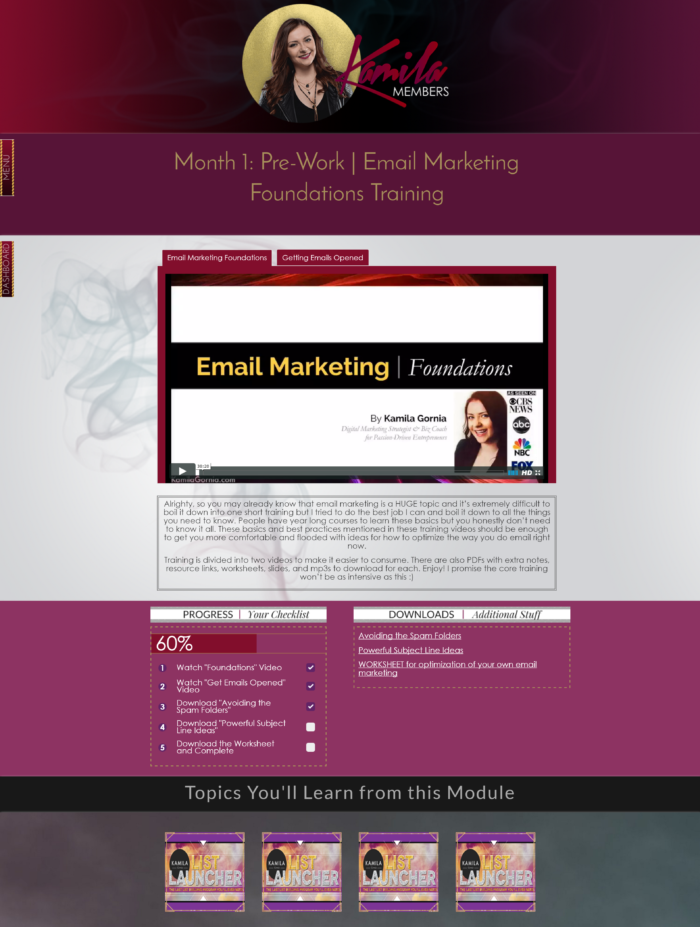 Kamila
MEMBERS
MENU
Month 1: Pre-Work | Email Marketing
Foundations Training
DASHBOARD
Email Marketing Foundations
Getting Emails Opened
Email Marketing | Foundations
By Kamila Gornia
Digital Marketing Strategist & Biz Coach
for Passion-Driven Entrepreneurs
AS SEEN ON
CBS
NEWS
abc
NBC
FOX
HD
KamilaGornia.com
Alrighty, so you may already know that email marketing is a HUGE topic and it's extremely difficult to
boil it down into one short training but I tried to do the best job I can and boil it down to all the things
you need to know. People have year long courses to learn these basics but you honestly don't need
to know it all. These basics and best practices mentioned in these training videos should be enough
to get you more comfortable and flooded with ideas for how to optimize the way you do email right
now.
Training is divided into two videos to make it easier to consume. There are also PDFs with extra notes,
resource links, worksheets, slides, and mp3s to download for each. Enjoy! I promise the core training
won't be as intensive as this :)
PROGRESS | Your Checklist
60%
1 Watch "Foundations" Video
2 Watch "Get Emails Opened"
Video
3 Download "Avoiding the
Spam Folders"
4 Download "Powerful Subject
Line Ideas"
5 Download the Worksheet
and Complete
DOWNLOADS | Additional Stuff
Avoiding the Spam Folders
Powerful Subject Line Ideas
WORKSHEET for optimization of your own email
marketing
Topics You'll Learn from this Module
KAMILA
LIST
LAUNCHER
KAMILA
LIST
LAUNCHER
KAMILA
LIST
LAUNCHER
KAMILA
LIST
LAUNCHER